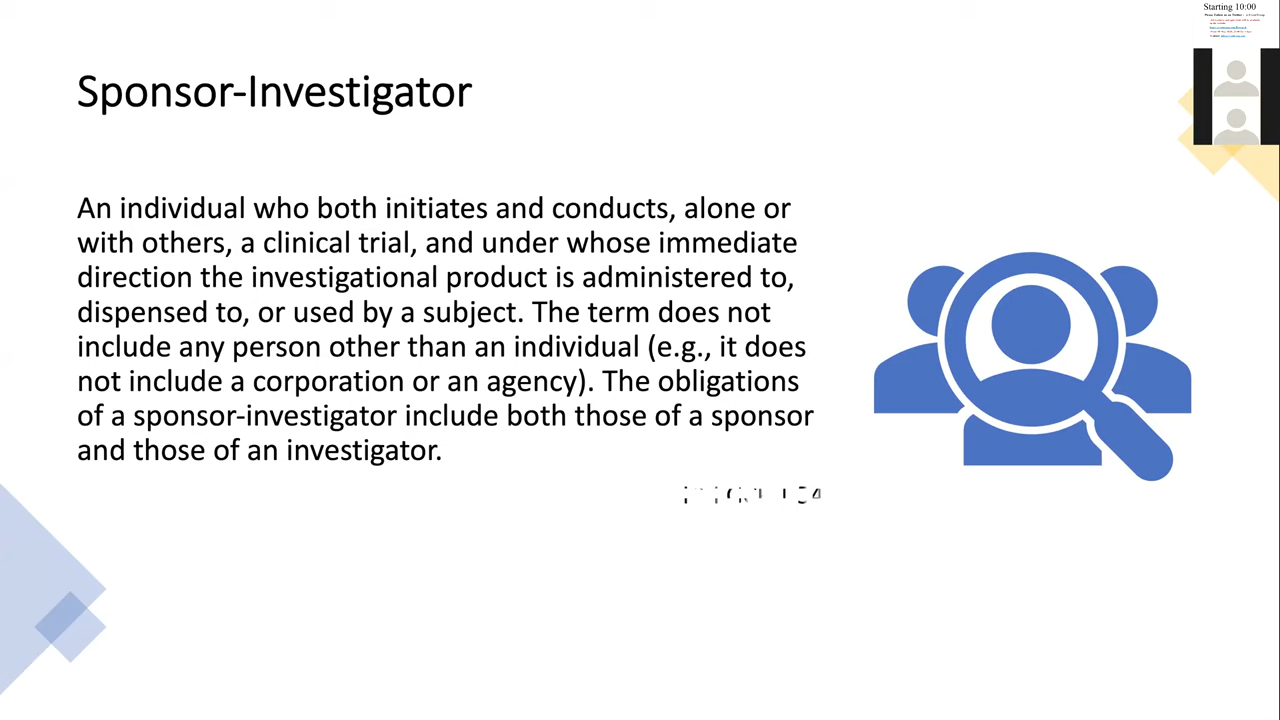 Starting 10:00
Sponsor-Investigator
An individual who both initiates and conducts, alone or
with others, a clinical trial, and under whose immediate
direction the investigational product is administered to,
dispensed to, or used by a subject. The term does not
include any person other than an individual (e.g., it does
not include a corporation or an agency). The obligations
of a sponsor-investigator include both those of a sponsor
and those of an investigator.